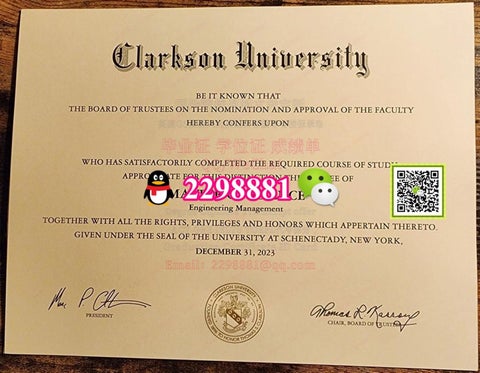 Clarkson University
BE IT KNOWN THAT
THE BOARD OF TRUSTEES ON THE NOMINATION AND APPROVAL OF THE FACULTY
HEREBY CONFERS UPON
毕业证 学位证 成绩单
WHO HAS SATISFACTORILY COMPLETED THE REQUIRED COURSE OF STUDY
2298881
Engineering Management
TOGETHER WITH ALL THE RIGHTS, PRIVILEGES AND HONORS WHICH APPERTAIN THERETO.
GIVEN UNDER THE SEAL OF THE UNIVERSITY AT SCHENECTADY, NEW YORK,
DECEMBER 31, 2023
Email: 2298881@qq.com
PRESIDENT
CHAIR, BOARD OF TRUSTEES